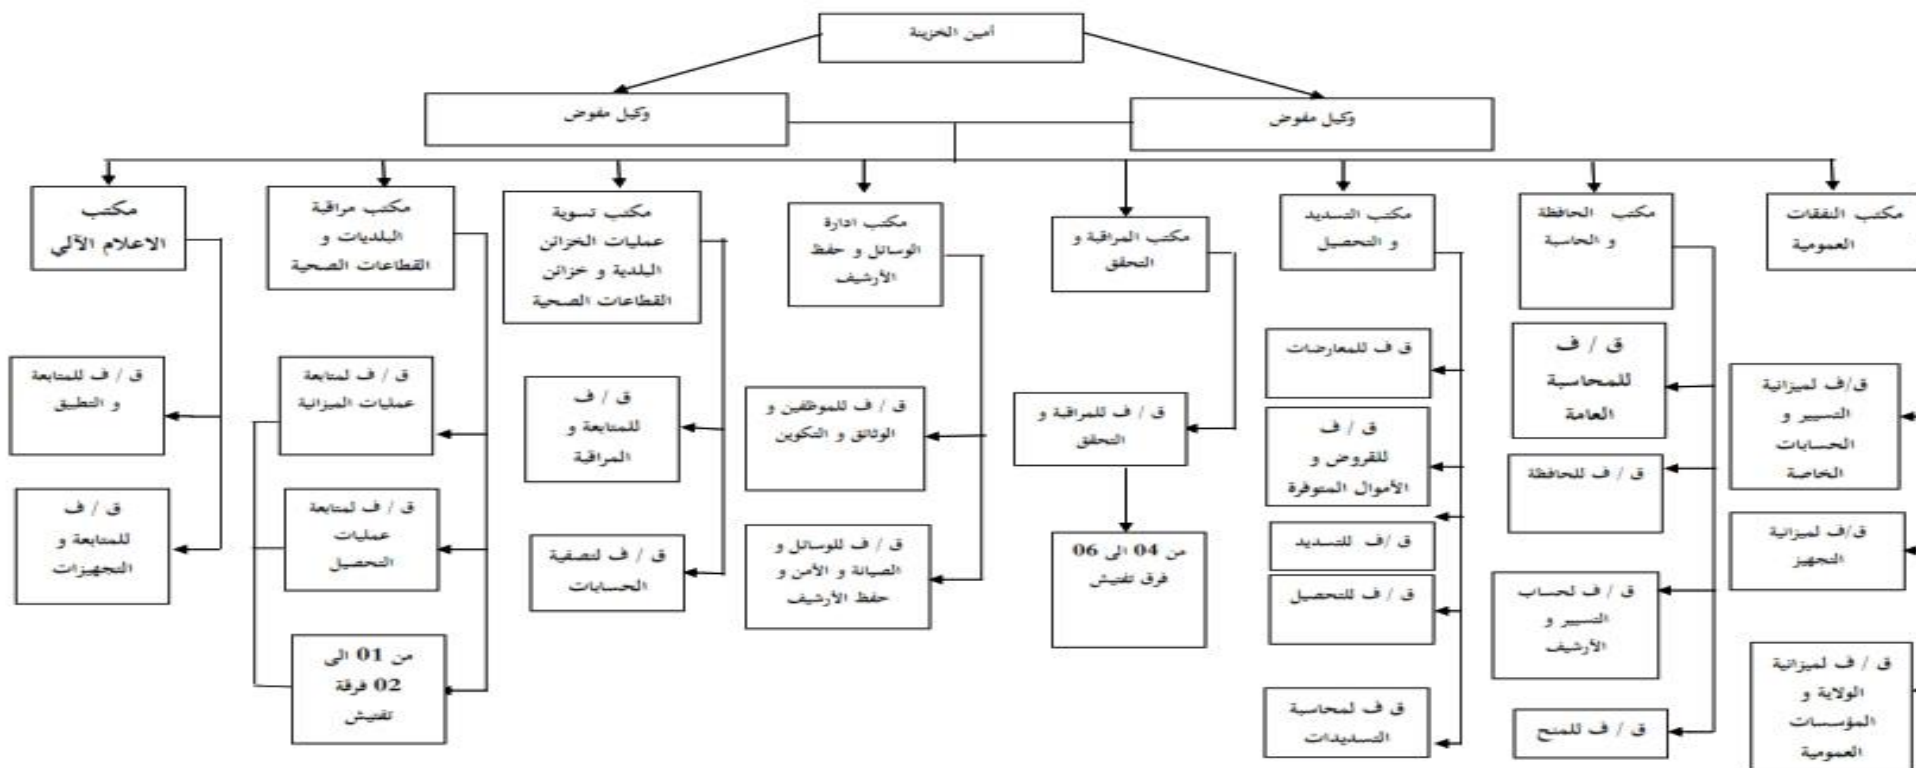 أمين الخزينة
وكيل مفوض
وكيل مفوض
مكتب النفقات
العمومية
مكتب الحافظة
و الحاسبة
مكتب التسديد
و التحصيل
مكتب المراقبة و
التحقق
مكتب ادارة
الوسائل و حفظ
الأرشيف
مكتب تسوية
عمليات الخزائن
البلدية و خزائن
القطاعات الصحية
مكتب مراقبة
البلديات و
القطاعات الصحية
مكتب
الاعلام الآلي
ق/ف لميزانية
التسيير و
الحسابات
الخاصة
ق/ف لميزانية
التجهيز
ق / ف لميزانية
الولاية و
المؤسسات
العمومية
ق / ف
للمحاسبة
العامة
ق / ف للحافظة
ق / ف لحساب
التسيير و
الأرشيف
ق / ف للمنح
ق ف للمعارضات
ق / ف
للقروض و
الأموال المتوفرة
ق /ف للتسديد
ق / ف للتحصيل
ق ف لمحاسبة
التسديدات
ق / ف للمراقبة و
التحقق
من 04 الى 06
فرق تفتيش
ق / ف للموظفين و
الوثائق و التكوين
ق / ف للوسائل و
الصيانة و الأمن و
حفظ الأرشيف
ق / ف
للمتابعة و
المراقبة
ق / ف لتصفية
الحسابات
ق / ف لمتابعة
عمليات الميزانية
ق / ف لمتابعة
عمليات
التحصيل
من 01 الى
02 فرقة
تفتيش
ق / ف للمتابعة
و التطبق
ق / ف
للمتابعة و
التجهيزات